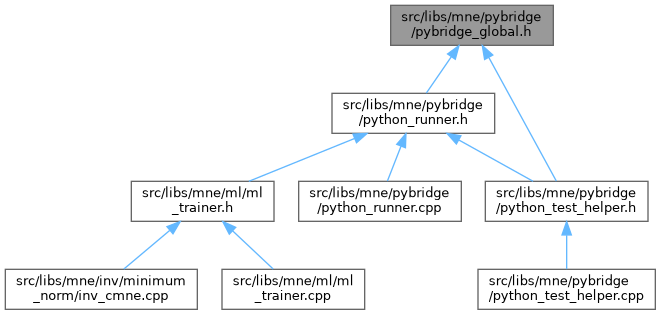 src/libs/mne/pybridge
/pybridge_global.h
src/libs/mne/pybridge
/python_runner.h
src/libs/mne/ml/ml
_trainer.h
src/libs/mne/pybridge
/python_runner.cpp
src/libs/mne/pybridge
/python_test_helper.h
src/libs/mne/inv/minimum
_norm/inv_cmne.cpp
src/libs/mne/ml/ml
_trainer.cpp
src/libs/mne/pybridge
/python_test_helper.cpp